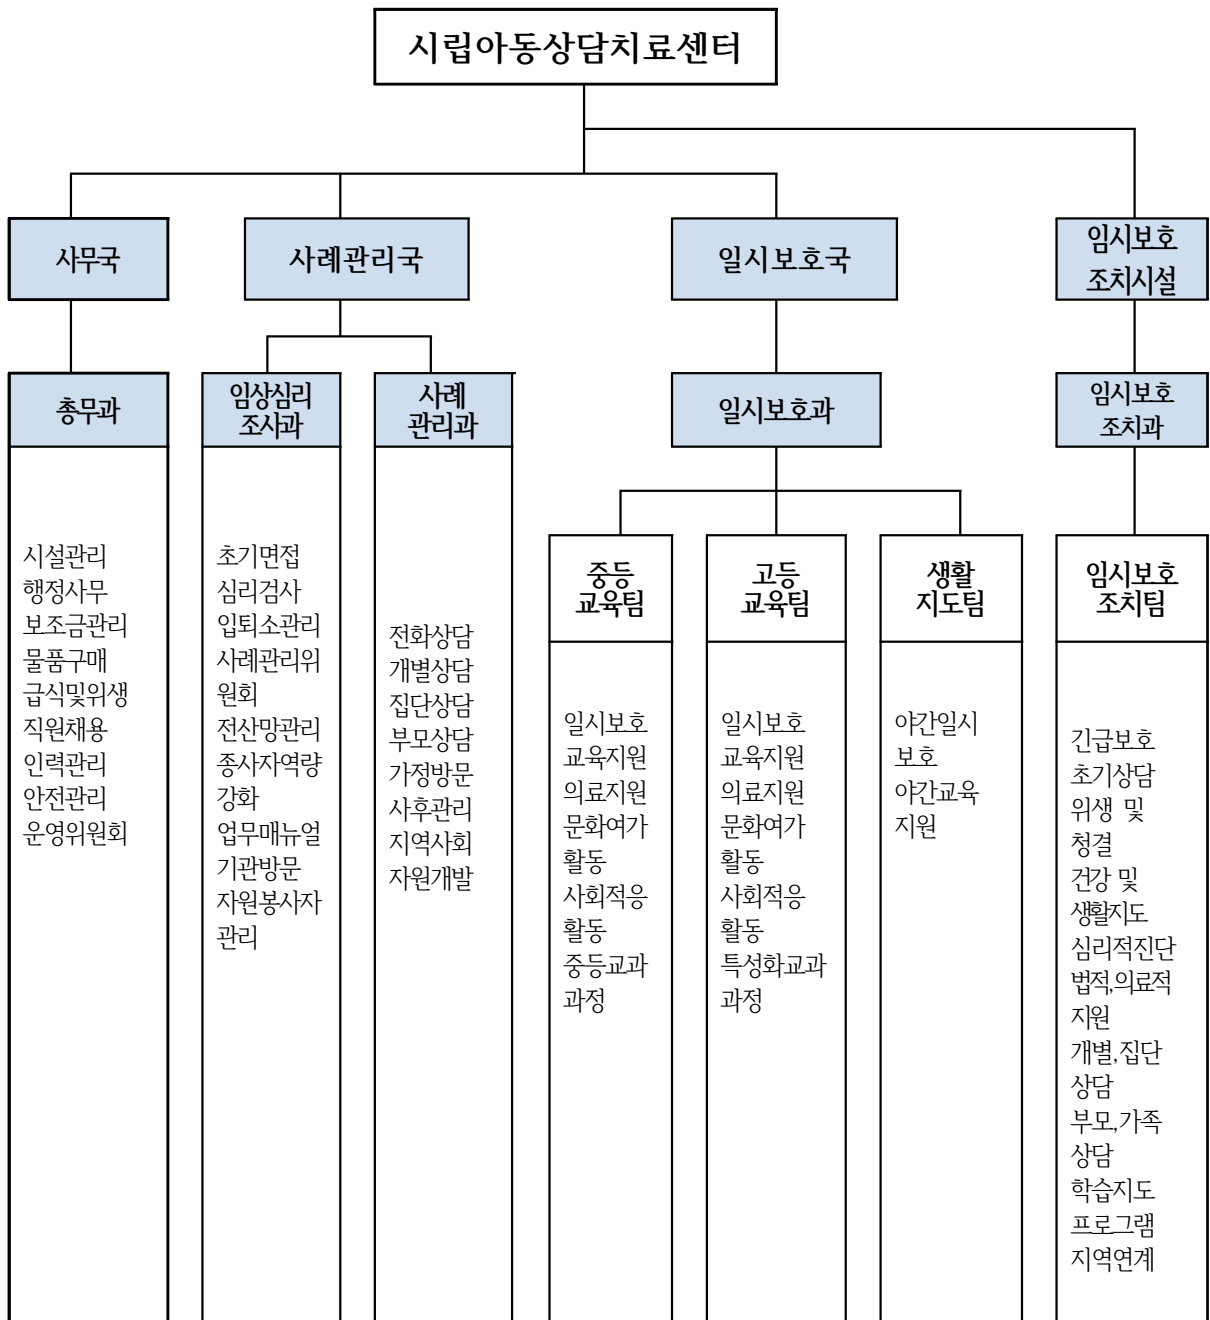 시립아동상담치료센터
사무국
사례관리국
일시보호국
임시보호
조치시설
총무과
임상심리
조사과
사례
관리과
일시보호과
임시보호
조치과
시설관리
행정사무
보조금관리
물품구매
급식및위생
직원채용
인력관리
안전관리
운영위원회
초기면접
심리검사
입퇴소관리
사례관리위
원회
전산망관리
종사자역량
강화
업무매뉴얼
기관방문
자원봉사자
관리
전화상담
개별상담
집단상담
부모상담
가정방문
사후관리
지역사회
자원개발
중등
교육팀
일시보호
교육지원
의료지원
문화여가
활동
사회적응
활동
중등교과
과정
고등
교육팀
일시보호
교육지원
의료지원
문화여가
활동
사회적응
활동
특성화교과
과정
생활
지도팀
야간일시
보호
야간교육
지원
임시보호
조치팀
긴급보호
초기상담
위생 및
청결
건강 및
생활지도
심리적진단
법적,의료적
지원
개별,집단
상담
부모,가족
상담
학습지도
프로그램
지역연계